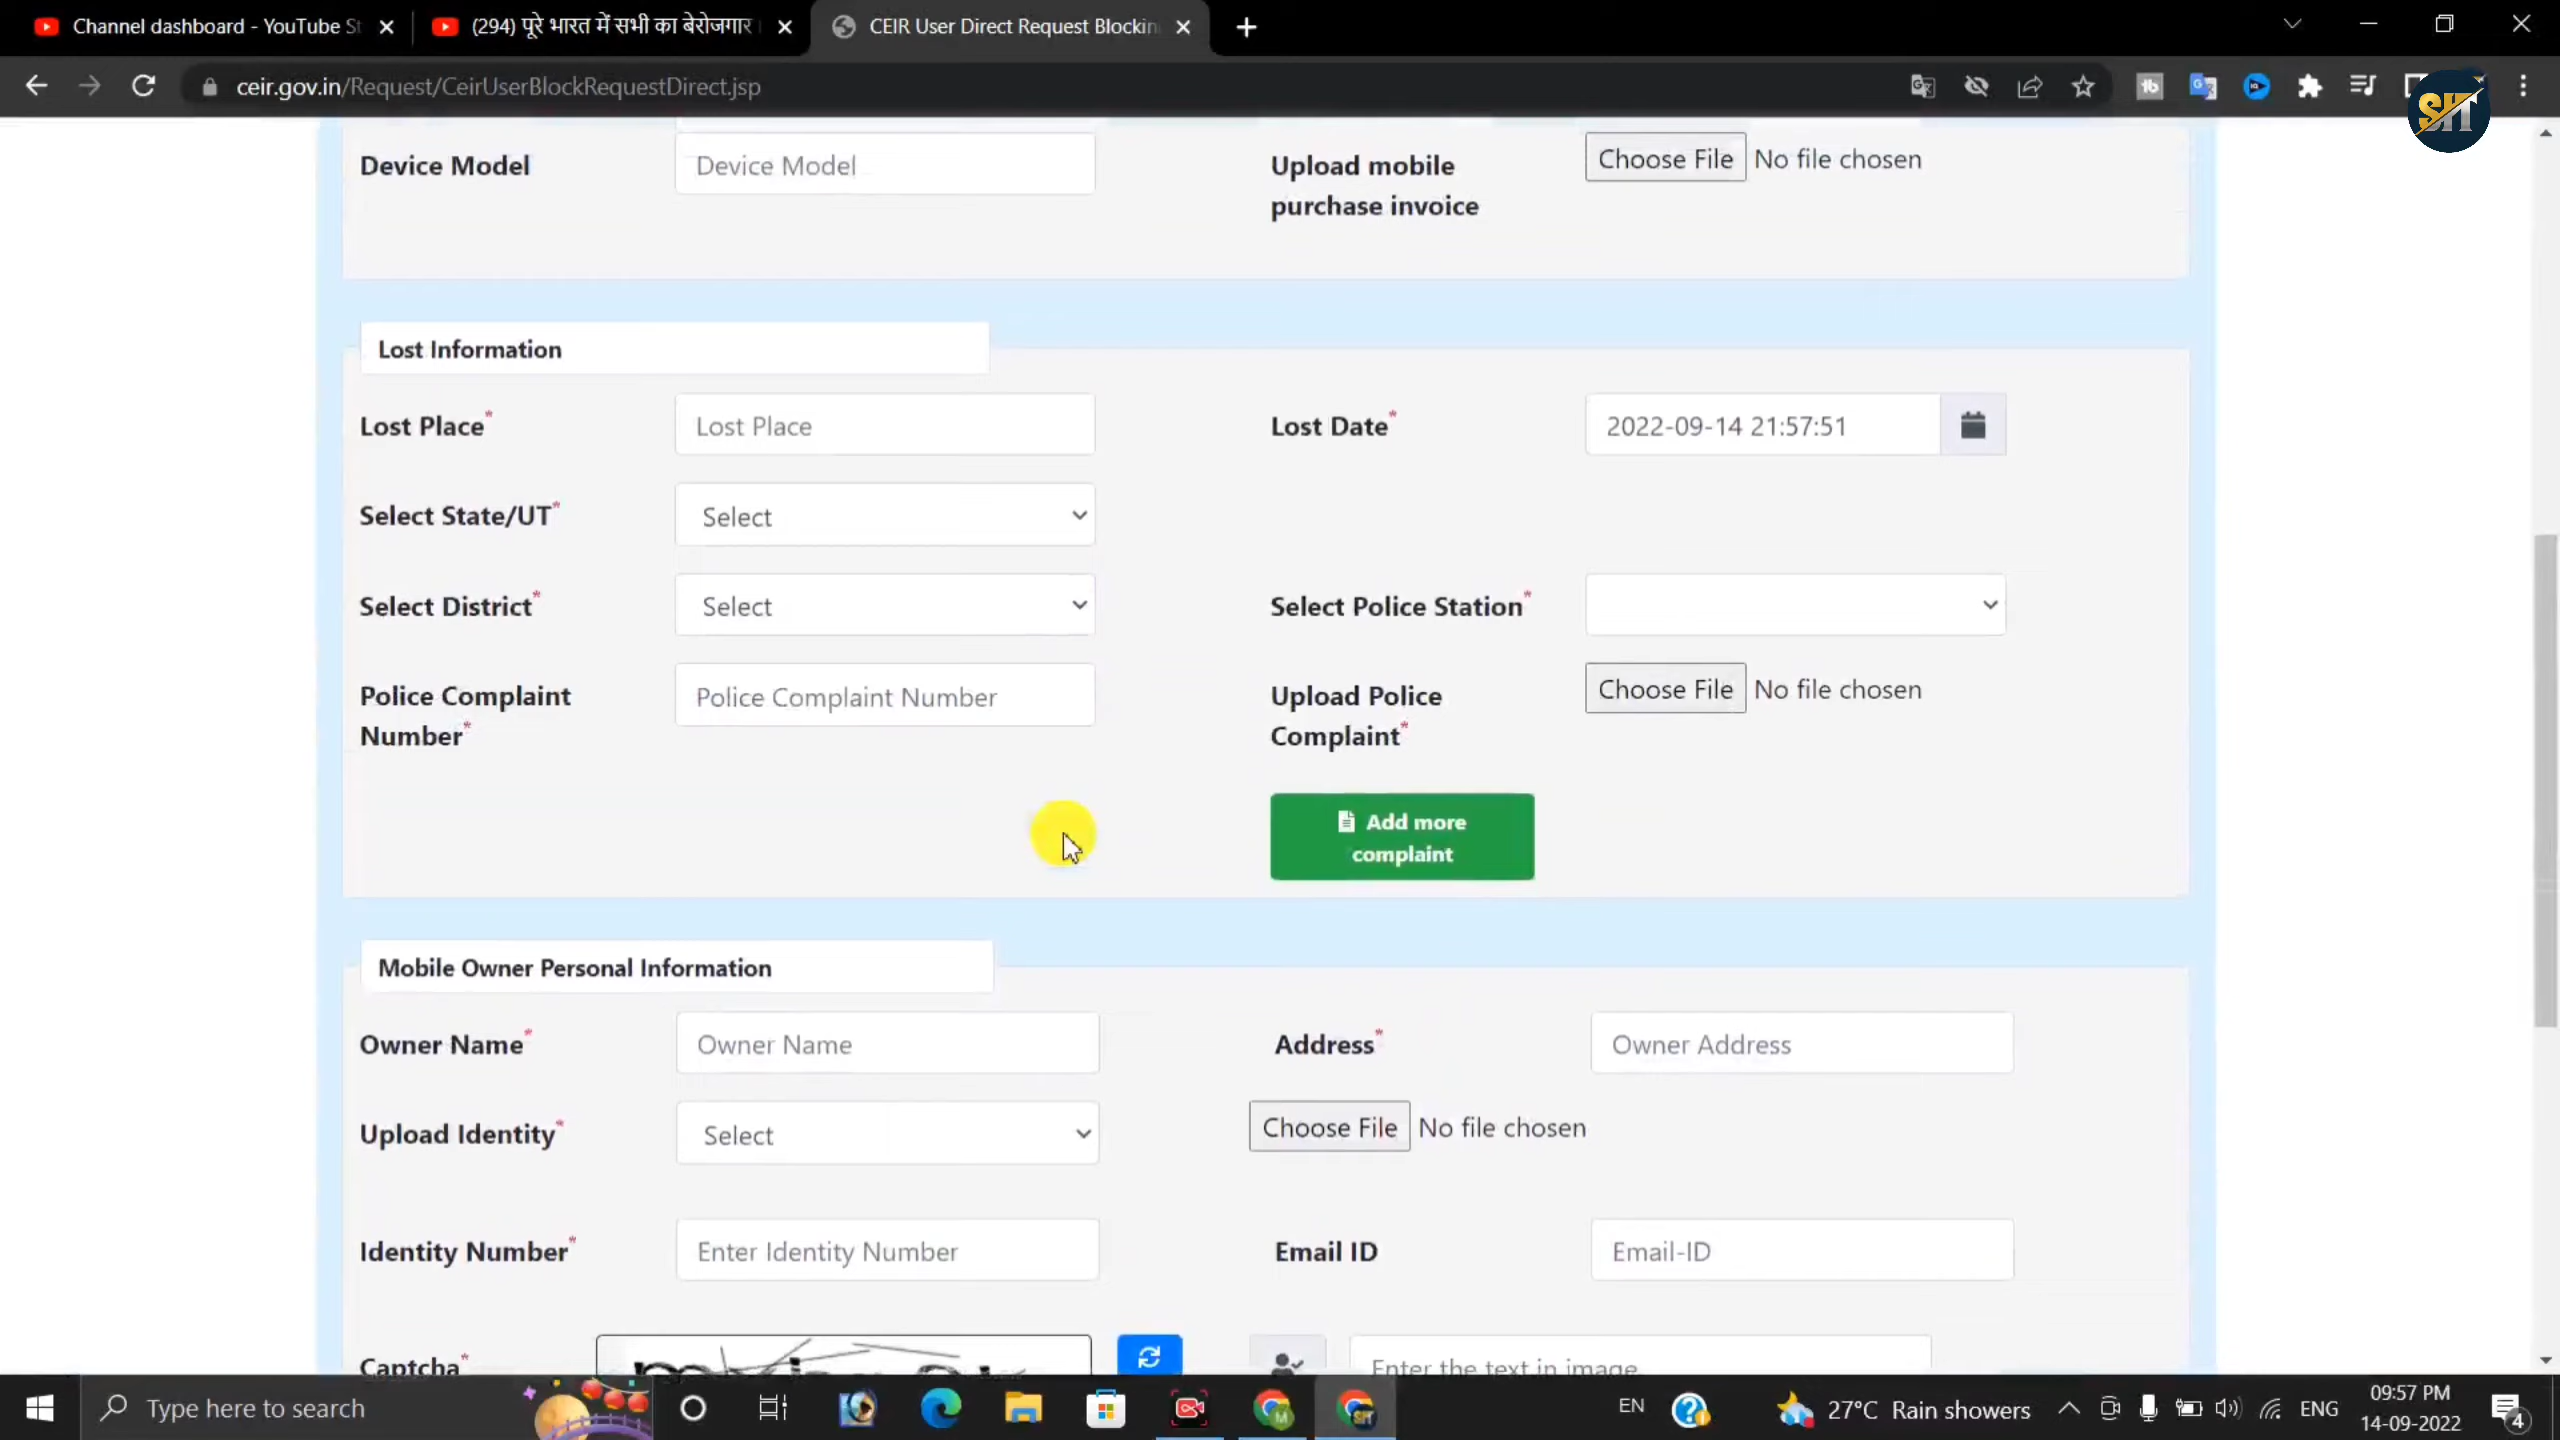 Channel dashboard - YouTube St
(294) पूरे भारत में सभी का बेरोजगार
CEIR User Direct Request Blockin
ceir.gov.in/Request/CeirUserBlockRequestDirect.jsp
SHT
Device Model
Device Model
Upload mobile
purchase invoice
Choose File No file chosen
Lost Information
Lost Place*
Lost Place
Lost Date*
2022-09-14 21:57:51
Select State/UT*
Select
Select District*
Select
Select Police Station*
Police Complaint
Number*
Police Complaint Number
Upload Police
Complaint*
Choose File No file chosen
Add more
complaint
Mobile Owner Personal Information
Owner Name*
Owner Name
Address*
Owner Address
Upload Identity*
Select
Choose File No file chosen
Identity Number*
Enter Identity Number
Email ID
Email-ID
Captcha*
Enter the text in image
Type here to search
EN
27°C Rain showers
ENG
09:57 PM
14-09-2022
4